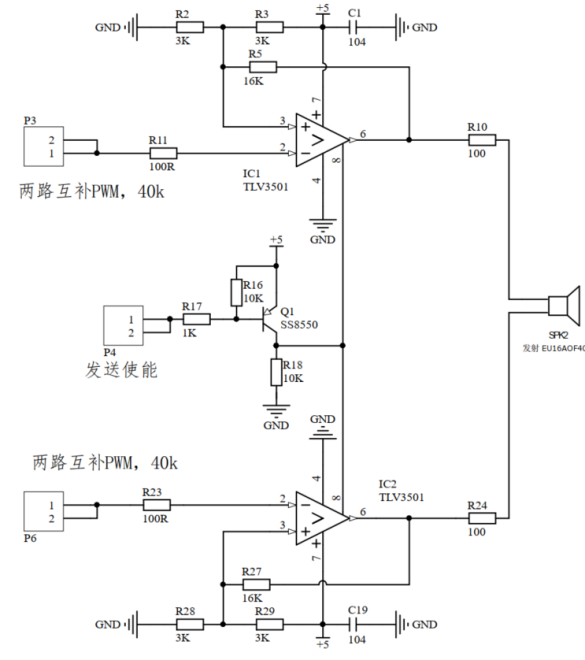 +5
R2
R3
C1
GND
GND
3K
3K
104
R5
16K
7
P3
3
6
R10
2
1
R11
2
8
100
100R
IC1
TLV3501
4
两路互补PWM，40k
GND
+5
R16
10K
Q1
SS8550
P4
1
2
R17
1K
R18
10K
SPK2
发射 EU16AOF40
发送使能
GND
GND
两路互补PWM，40k
4
IC2
TLV3501
8
P6
1
2
R23
2
6
R24
100R
3
100
7
R27
16K
R28
R29
C19
GND
GND
3K
3K
104
+5